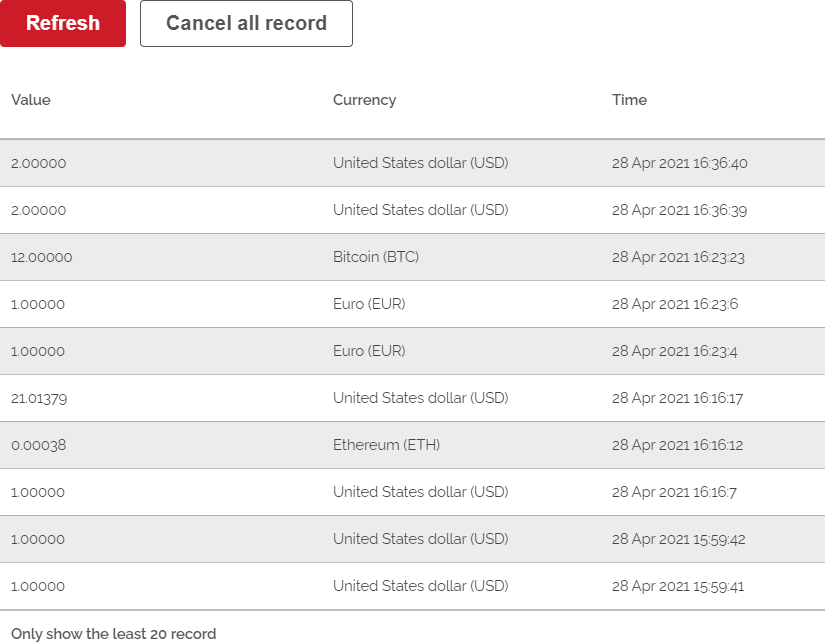 Refresh Cancel all record
Value Currency Time
2.00000 United States dollar (USD) 28 Apr 2021 16:36:40
2.00000 United States dollar (USD) 28 Apr 2021 16:36:39
12.00000 Bitcoin (BTC) 28 Apr 2021 16:23:23
1.00000 Euro (EUR) 28 Apr 2021 16:23:6
1.00000 Euro (EUR) 28 Apr 2021 16:23:4
21.01379 United States dollar (USD) 28 Apr 2021 16:16:17
0.00038 Ethereum (ETH) 28 Apr 2021 16:16:12
1.00000 United States dollar (USD) 28 Apr 2021 16:16:7
1.00000 United States dollar (USD) 28 Apr 2021 15:59:42
1.00000 United States dollar (USD) 28 Apr 2021 15:59:41
Only show the least 20 record